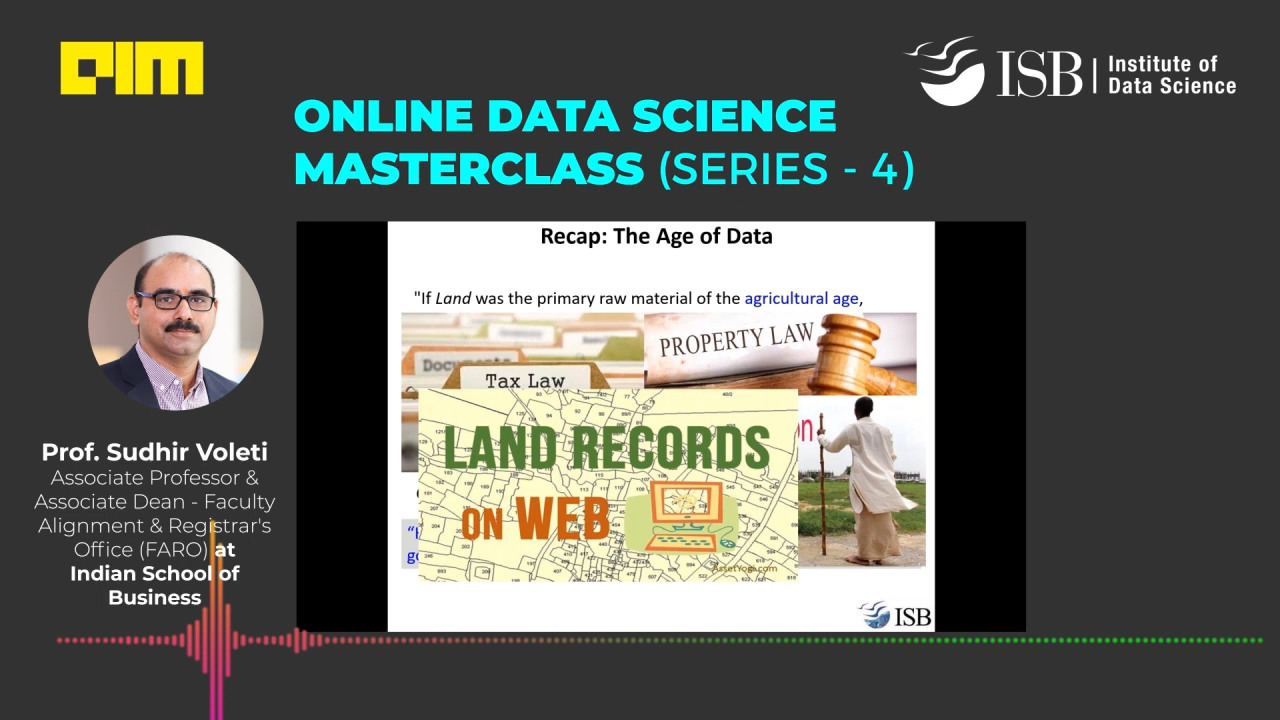 AIM
ISB | Institute of
Data Science
ONLINE DATA SCIENCE
MASTERCLASS (SERIES - 4)
Recap: The Age of Data
"If Land was the primary raw material of the agricultural age,
Documents
Tax Law
PROPERTY LAW
LAND RECORDS
ON WEB
AssetYogi.com
on
ISB
Prof. Sudhir Voleti
Associate Professor &
Associate Dean - Faculty
Alignment & Registrar's
Office (FARO) at
Indian School of
Business